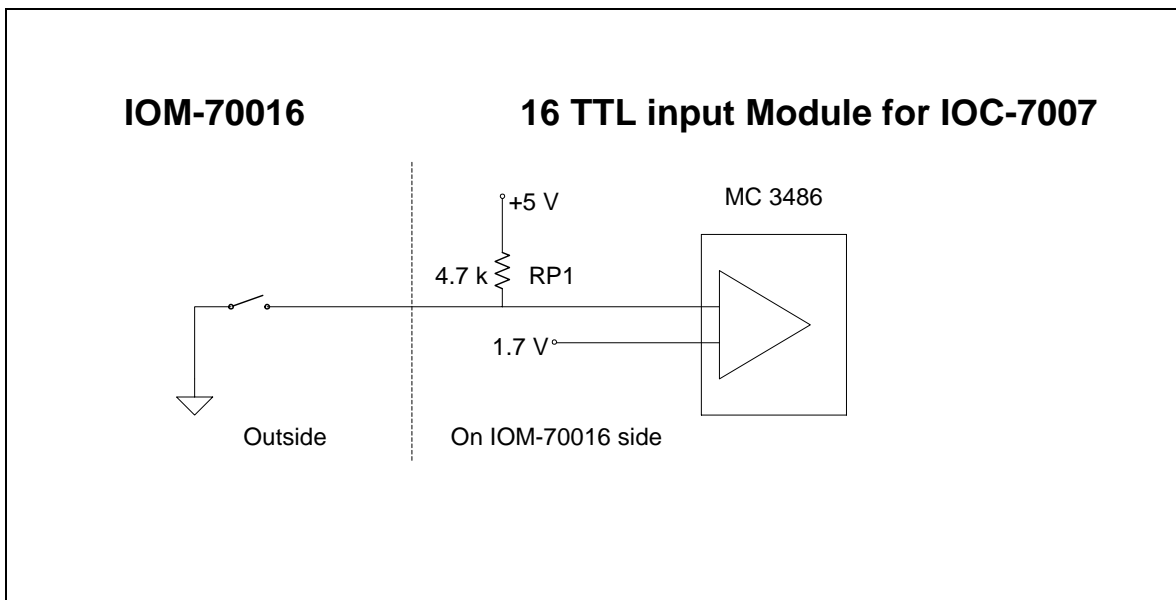 IOM-70016
16 TTL input Module for IOC-7007
+5 V
MC 3486
4.7 k
RP1
1.7 V
Outside
On IOM-70016 side